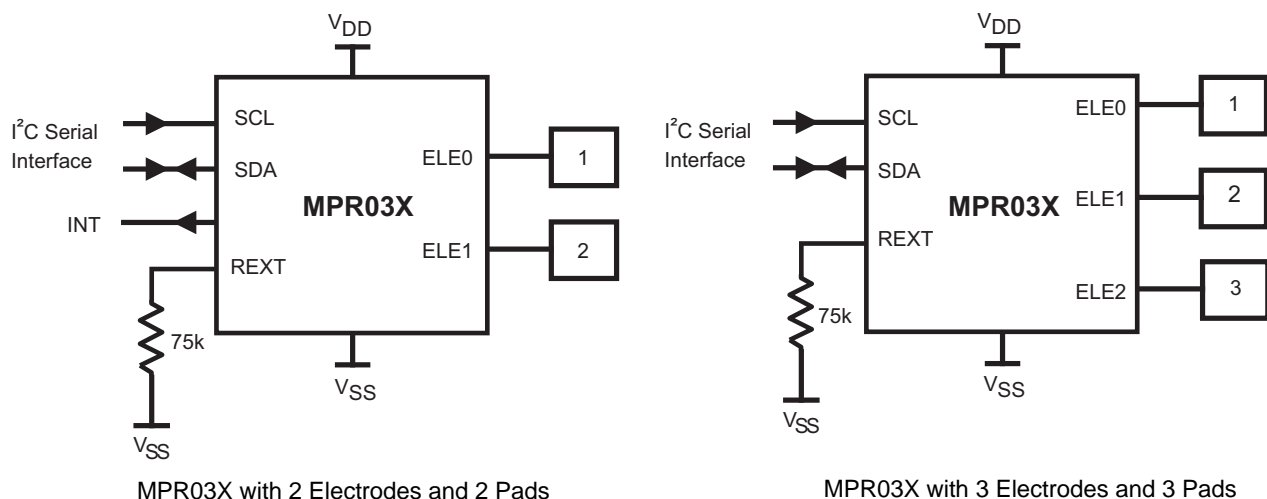 VDD
I²C Serial
Interface
SCL
SDA
INT
REXT
MPR03X
ELE0
1
ELE1
2
75k
VSS
VSS
MPR03X with 2 Electrodes and 2 Pads
VDD
I²C Serial
Interface
SCL
SDA
REXT
MPR03X
ELE0
1
ELE1
2
ELE2
3
75k
VSS
VSS
MPR03X with 3 Electrodes and 3 Pads